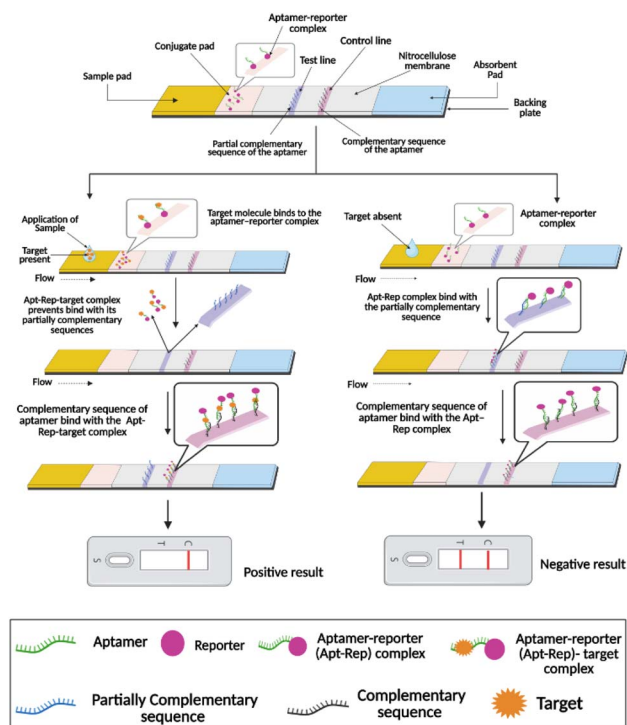 Aptamer-reporter
complex
Control line
Conjugate pad
Test line
Nitrocellulose
membrane
Absorbent
Pad
Sample pad
Backing
plate
Partial complementary
sequence of the aptamer
Complementary sequence
of the aptamer
Application of
Sample
Target molecule binds to the
aptamer–reporter complex
Target
present
Flow
Apt-Rep-target complex
prevents bind with its
partially complementary
sequences
Flow
Complementary sequence of
aptamer bind with the Apt-
Rep-target complex
C
T
S
Positive result
Target absent
Aptamer-reporter
complex
Flow
Apt-Rep complex bind with
the partially complementary
sequence
Flow
Complementary sequence of
aptamer bind with the Apt–
Rep complex
C
T
S
Negative result
Aptamer
Reporter
Aptamer-reporter
(Apt-Rep) complex
Aptamer-reporter
(Apt-Rep)- target
complex
Partially Complementary
sequence
Complementary
sequence
Target